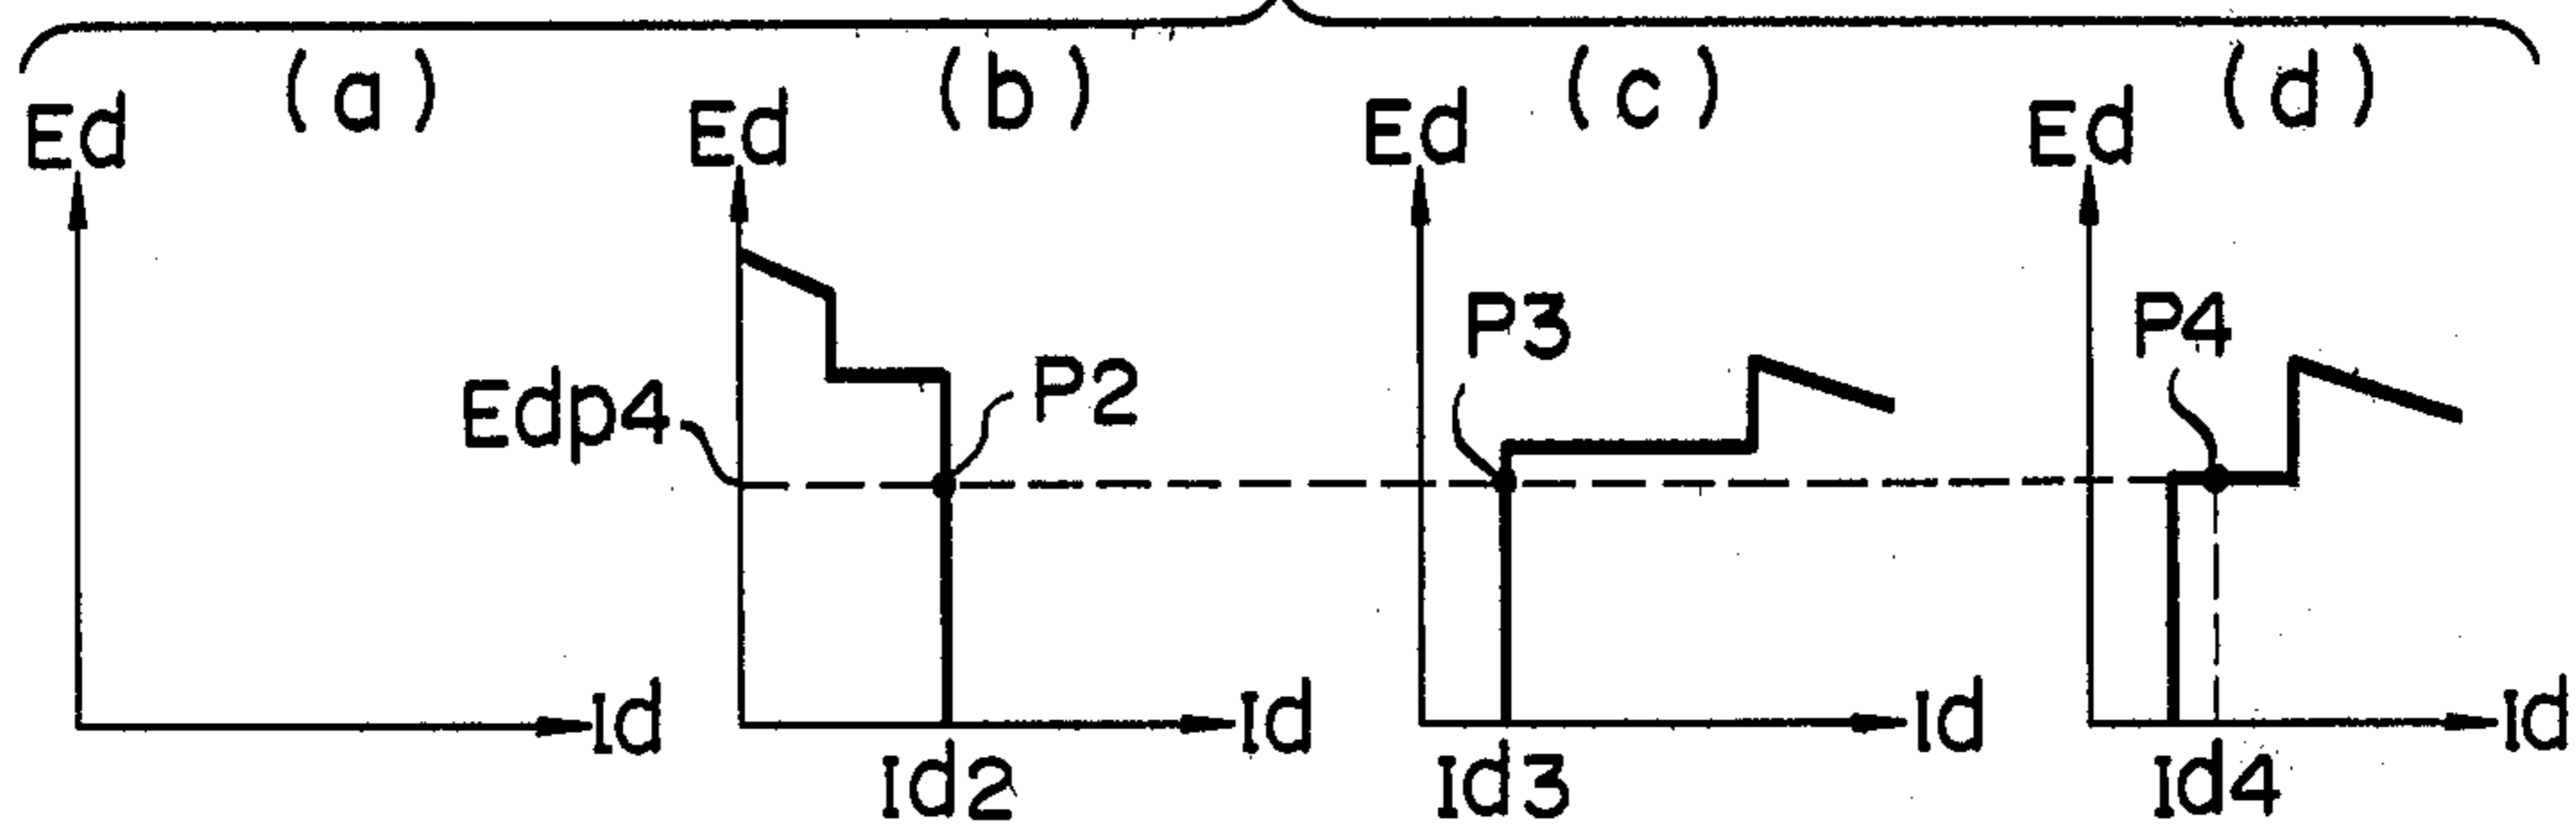 (a) (b) (c) (d)
Ed Ed Ed Ed
P3 P4
Edp4 P2
Id Id Id Id
Id2 Id3 Id4